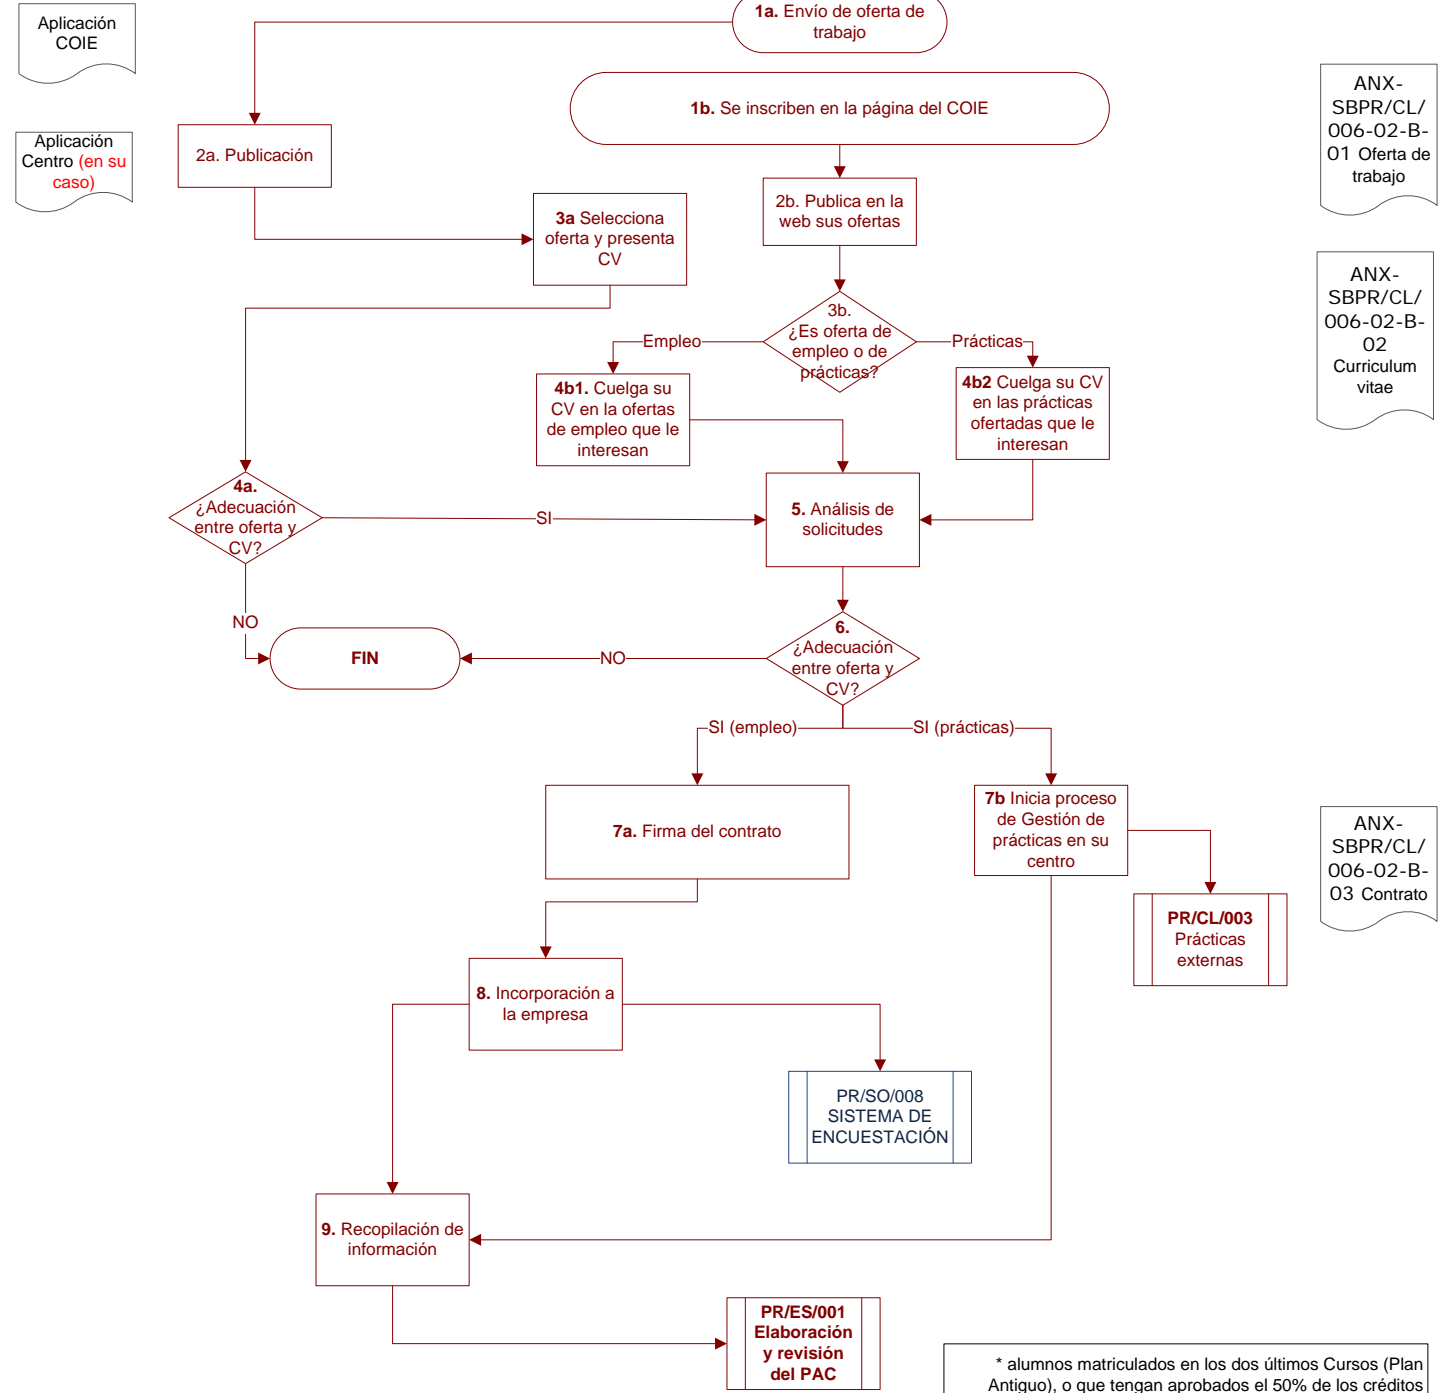 1a. Envío de oferta de
trabajo
Aplicación
COIE
1b. Se inscriben en la página del COIE
ANX-
SBPR/CL/
006-02-B-
01 Oferta de
trabajo
Aplicación
Centro (en su
caso)
2a. Publicación
2b. Publica en la
web sus ofertas
3a Selecciona
oferta y presenta
CV
ANX-
SBPR/CL/
006-02-B-
02
Curriculum
vitae
3b.
¿Es oferta de
empleo o de
prácticas?
Empleo
Prácticas
4b1. Cuelga su
CV en la ofertas
de empleo que le
interesan
4b2 Cuelga su CV
en las prácticas
ofertadas que le
interesan
4a.
¿Adecuación
entre oferta y
CV?
SI
5. Análisis de
solicitudes
NO
FIN
NO
6.
¿Adecuación
entre oferta y
CV?
SI (empleo)
SI (prácticas)
7a. Firma del contrato
7b Inicia proceso
de Gestión de
prácticas en su
centro
ANX-
SBPR/CL/
006-02-B-
03 Contrato
PR/CL/003
Prácticas
externas
8. Incorporación a
la empresa
PR/SO/008
SISTEMA DE
ENCUESTACIÓN
9. Recopilación de
información
PR/ES/001
Elaboración
y revisión
del PAC
* alumnos matriculados en los dos últimos Cursos (Plan
Antiguo), o que tengan aprobados el 50% de los créditos